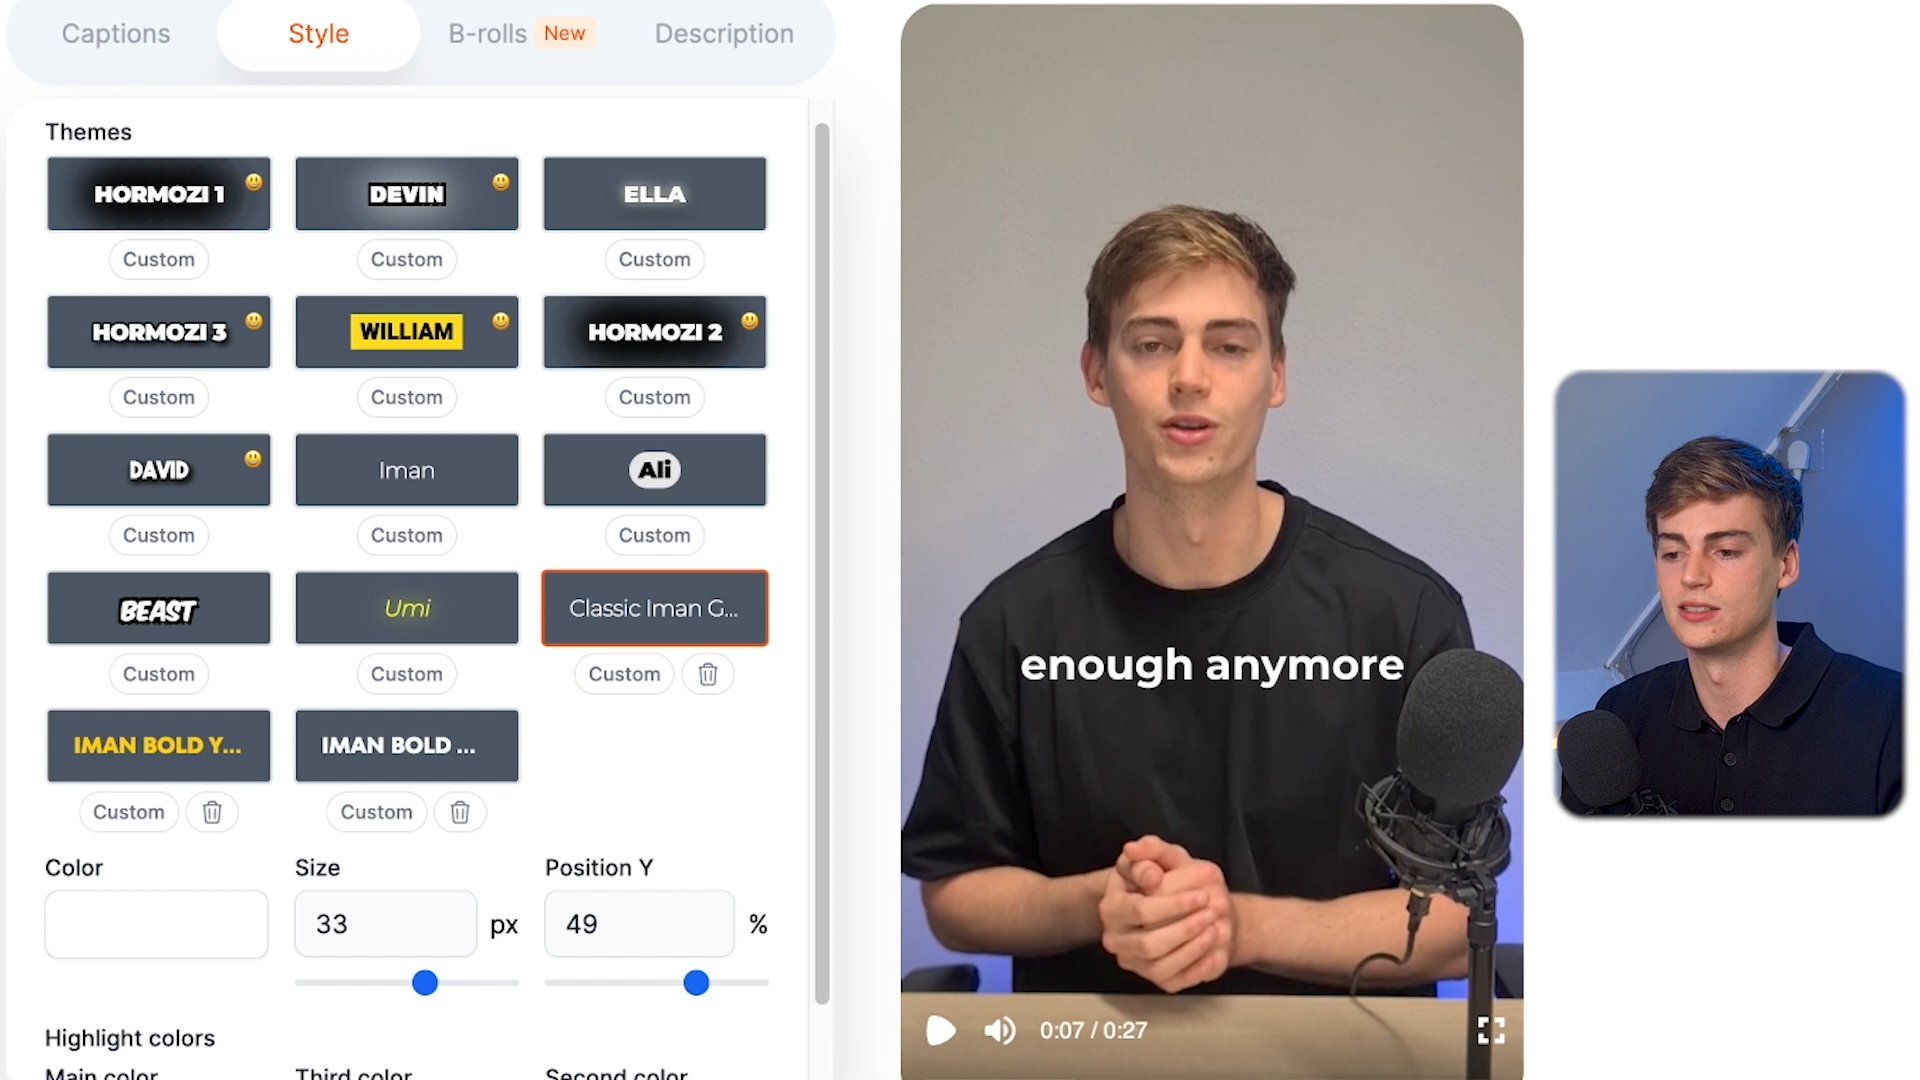 Captions Style B-rolls New Description
Themes
HORMOZI 1 DEVIN ELLA
Custom Custom Custom
HORMOZI 3 WILLIAM HORMOZI 2
Custom Custom Custom
DAVID Iman Ali
Custom Custom Custom
BEAST Umi Classic Iman G...
Custom Custom Custom
IMAN BOLD Y... IMAN BOLD ...
Custom Custom
Color Size Position Y
33 px 49 %
Highlight colors
Main color Third color Second color
enough anymore
0:07 / 0:27